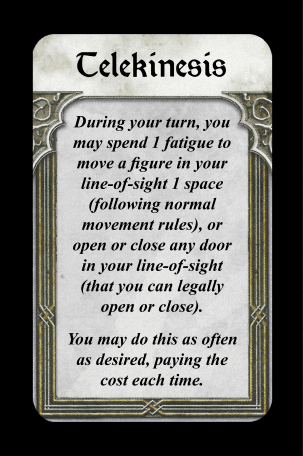 Telekinesis
During your turn, you
may spend 1 fatigue to
move a figure in your
line-of-sight 1 space
(following normal
movement rules), or
open or close any door
in your line-of-sight
(that you can legally
open or close).
You may do this as often
as desired, paying the
cost each time.